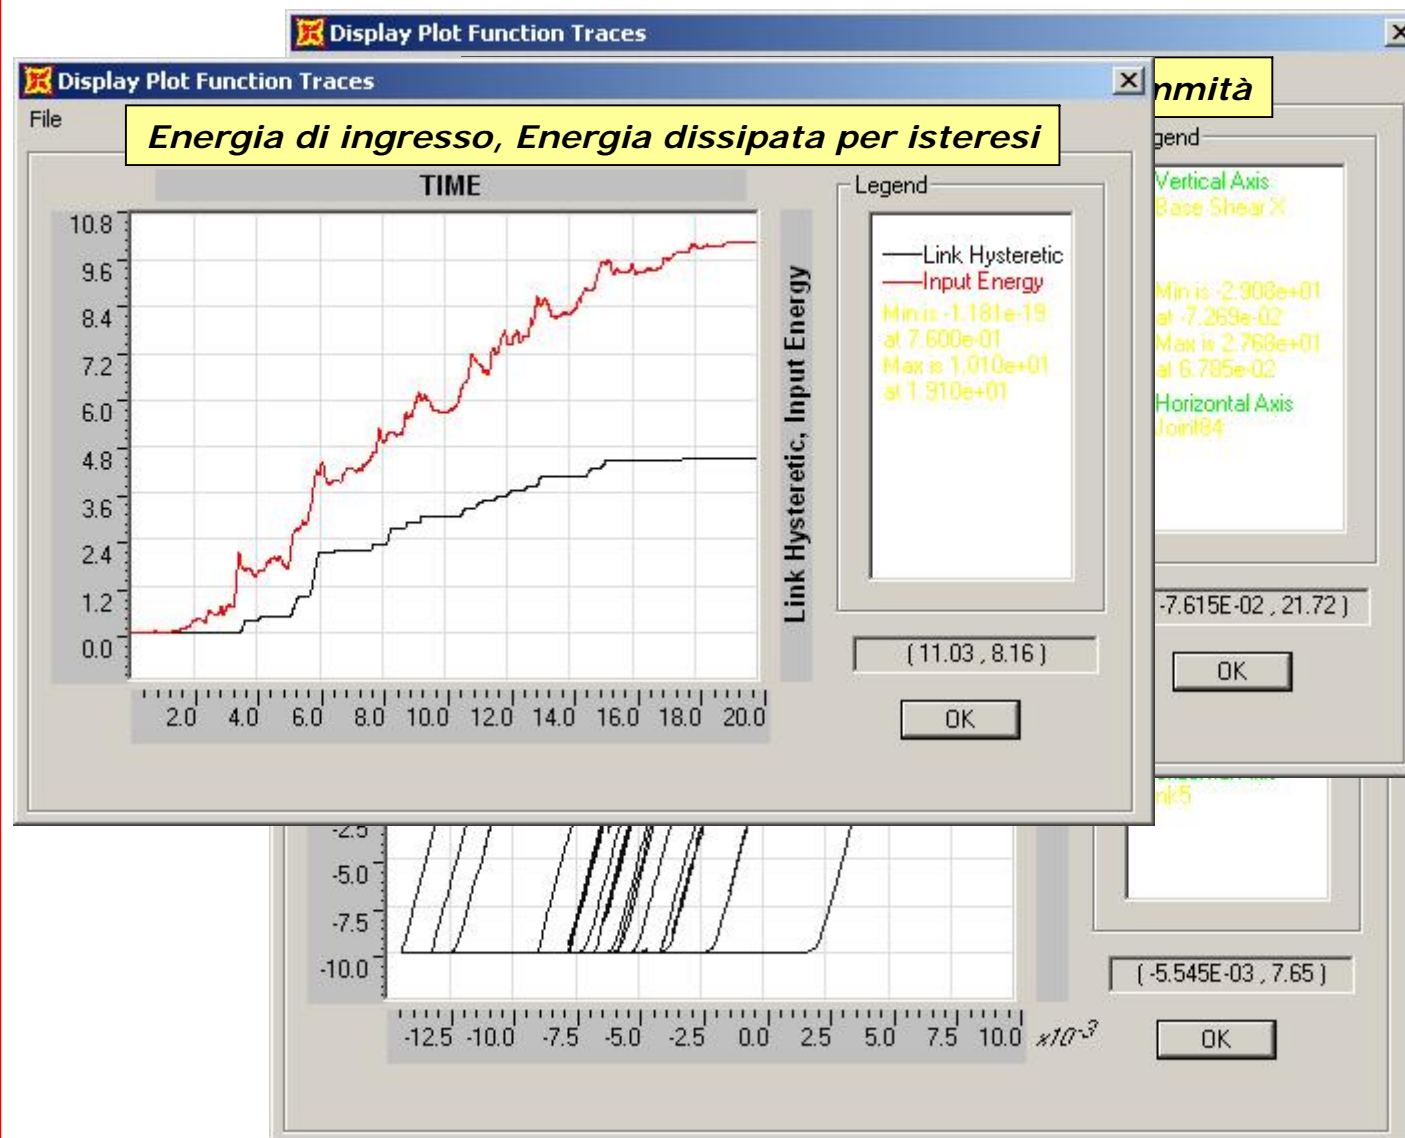 Display Plot Function Traces
Display Plot Function Traces
mmità
File
Energia di ingresso, Energia dissipata per isteresi
TIME
10.8
9.6
8.4
7.2
6.0
4.8
3.6
2.4
1.2
0.0
2.0 4.0 6.0 8.0 10.0 12.0 14.0 16.0 18.0 20.0
Link Hysteretic, Input Energy
Legend
Link Hysteretic
Input Energy
Min is -1.181e-19
at 7.600e-01
Max is 1.010e+01
at 1.910e+01
( 11.03 , 8.16 )
OK
gend
Vertical Axis
Base Shear X
Min is -2.908e+01
at -7.269e-02
Max is 2.768e+01
at 6.785e-02
Horizontal Axis
Joint84
-7.615E-02 , 21.72 )
OK
nk5
-2.5
-5.0
-7.5
-10.0
-12.5 -10.0 -7.5 -5.0 -2.5 0.0 2.5 5.0 7.5 10.0 x10-3
( -5.545E-03 , 7.65 )
OK